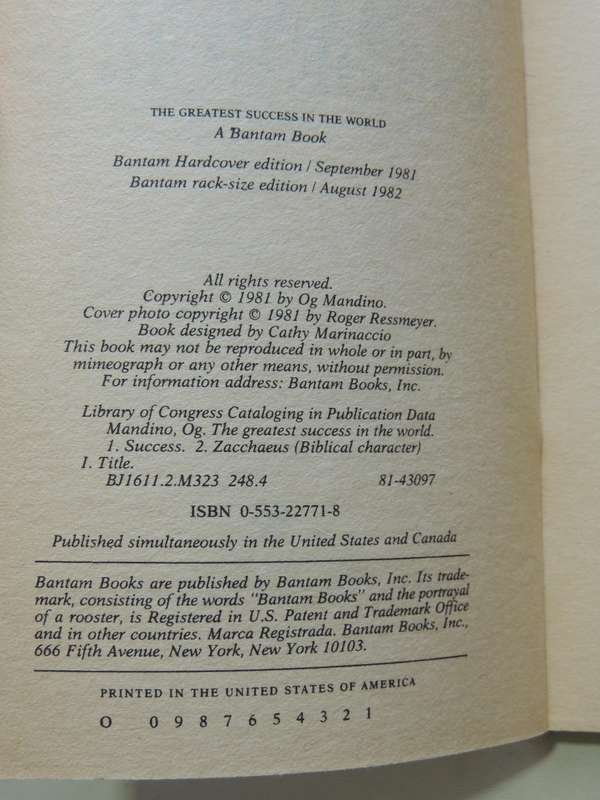 THE GREATEST SUCCESS IN THE WORLD
A Bantam Book
Bantam Hardcover edition / September 1981
Bantam rack-size edition / August 1982
All rights reserved.
Copyright © 1981 by Og Mandino.
Cover photo copyright © 1981 by Roger Ressmeyer.
Book designed by Cathy Marinaccio
This book may not be reproduced in whole or in part, by
mimeograph or any other means, without permission.
For information address: Bantam Books, Inc.
Library of Congress Cataloging in Publication Data
Mandino, Og. The greatest success in the world.
1. Success. 2. Zacchaeus (Biblical character)
I. Title.
BJ1611.2.M323 248.4 81-43097
ISBN 0-553-22771-8
Published simultaneously in the United States and Canada
Bantam Books are published by Bantam Books, Inc. Its trade-
mark, consisting of the words "Bantam Books" and the portrayal
of a rooster, is Registered in U.S. Patent and Trademark Office
and in other countries. Marca Registrada. Bantam Books, Inc.,
666 Fifth Avenue, New York, New York 10103.
PRINTED IN THE UNITED STATES OF AMERICA
O 0 9 8 7 6 5 4 3 2 1